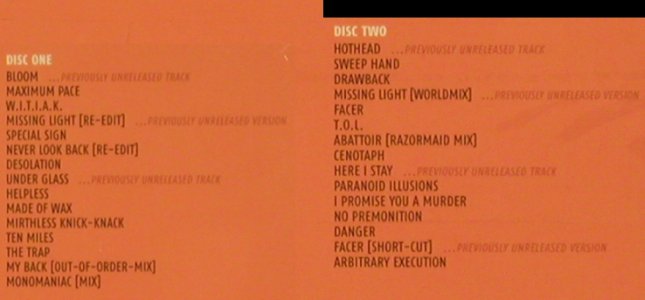 DISC ONE
BLOOM ...PREVIOUSLY UNRELEASED TRACK
MAXIMUM PACE
W.I.T.I.A.K.
MISSING LIGHT [RE-EDIT] ...PREVIOUSLY UNRELEASED VERSION
SPECIAL SIGN
NEVER LOOK BACK [RE-EDIT]
DESOLATION
UNDER GLASS ...PREVIOUSLY UNRELEASED TRACK
HELPLESS
MADE OF WAX
MIRTHLESS KNICK-KNACK
TEN MILES
THE TRAP
MY BACK [OUT-OF-ORDER-MIX]
MONOMANIAC [MIX]
DISC TWO
HOTHEAD ...PREVIOUSLY UNRELEASED TRACK
SWEEP HAND
DRAWBACK
MISSING LIGHT [WORLDMIX] ...PREVIOUSLY UNRELEASED VERSION
FACER
T.O.L.
ABATTOIR [RAZORMAID MIX]
CENOTAPH
HERE I STAY ...PREVIOUSLY UNRELEASED TRACK
PARANOID ILLUSIONS
I PROMISE YOU A MURDER
NO PREMONITION
DANGER
FACER [SHORT-CUT] ...PREVIOUSLY UNRELEASED VERSION
ARBITRARY EXECUTION